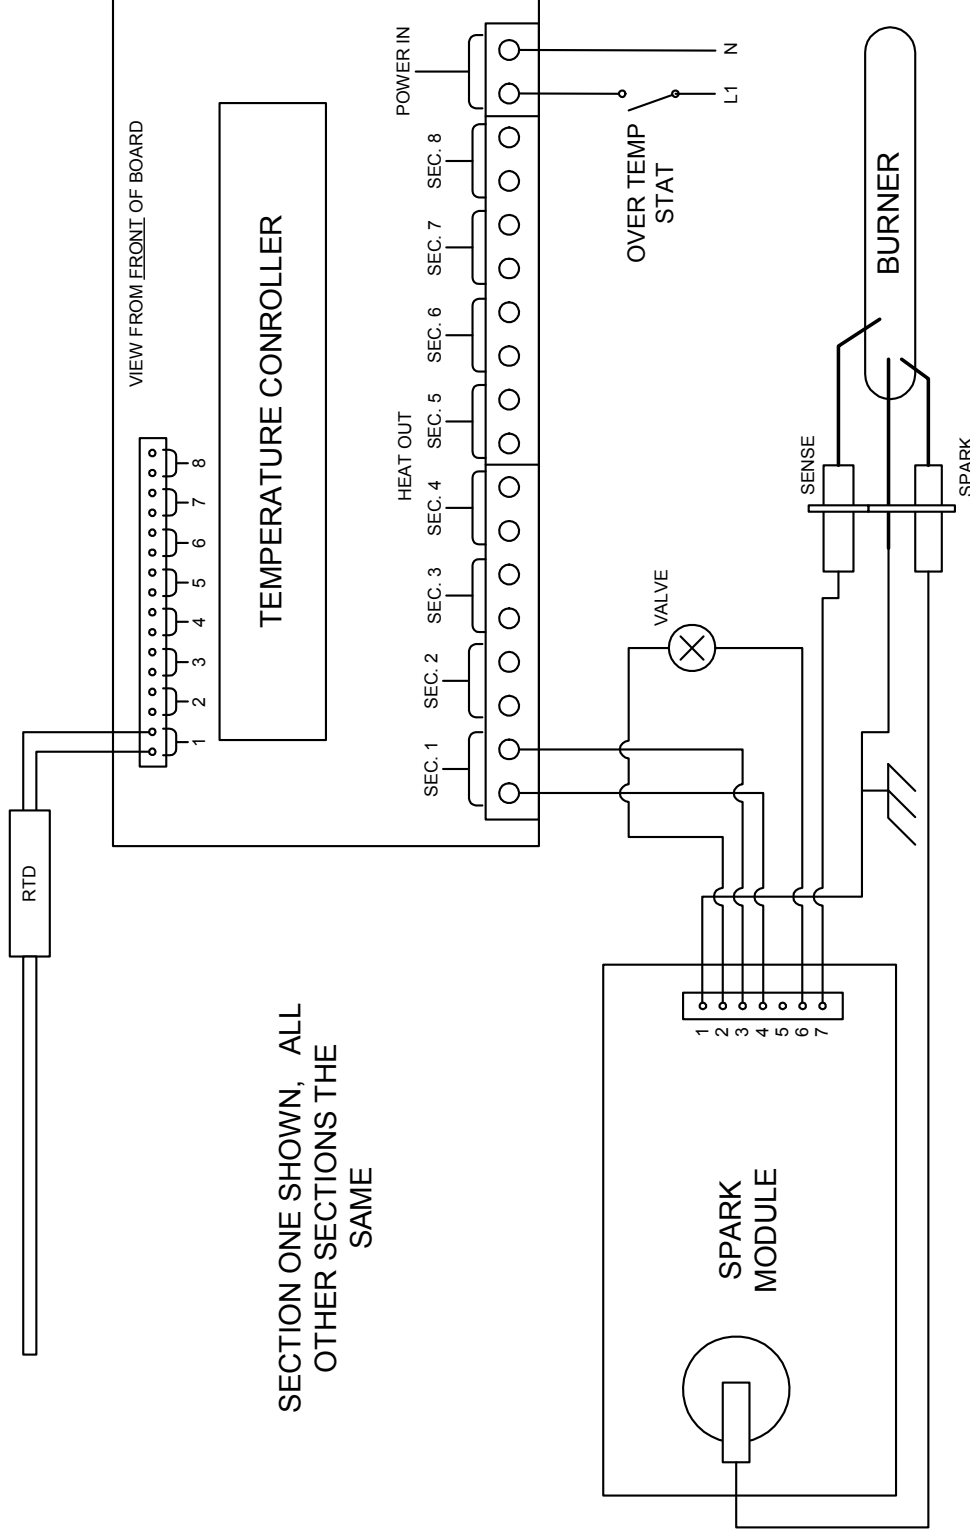 RTD
VIEW FROM FRONT OF BOARD
1 2 3 4 5 6 7 8
TEMPERATURE CONROLLER
HEAT OUT
POWER IN
SEC. 1 SEC. 2 SEC. 3 SEC. 4 SEC. 5 SEC. 6 SEC. 7 SEC. 8
SECTION ONE SHOWN, ALL
OTHER SECTIONS THE
SAME
OVER TEMP
STAT
L1
N
VALVE
1
2
3
4
5
6
7
SPARK
MODULE
SENSE
BURNER
SPARK